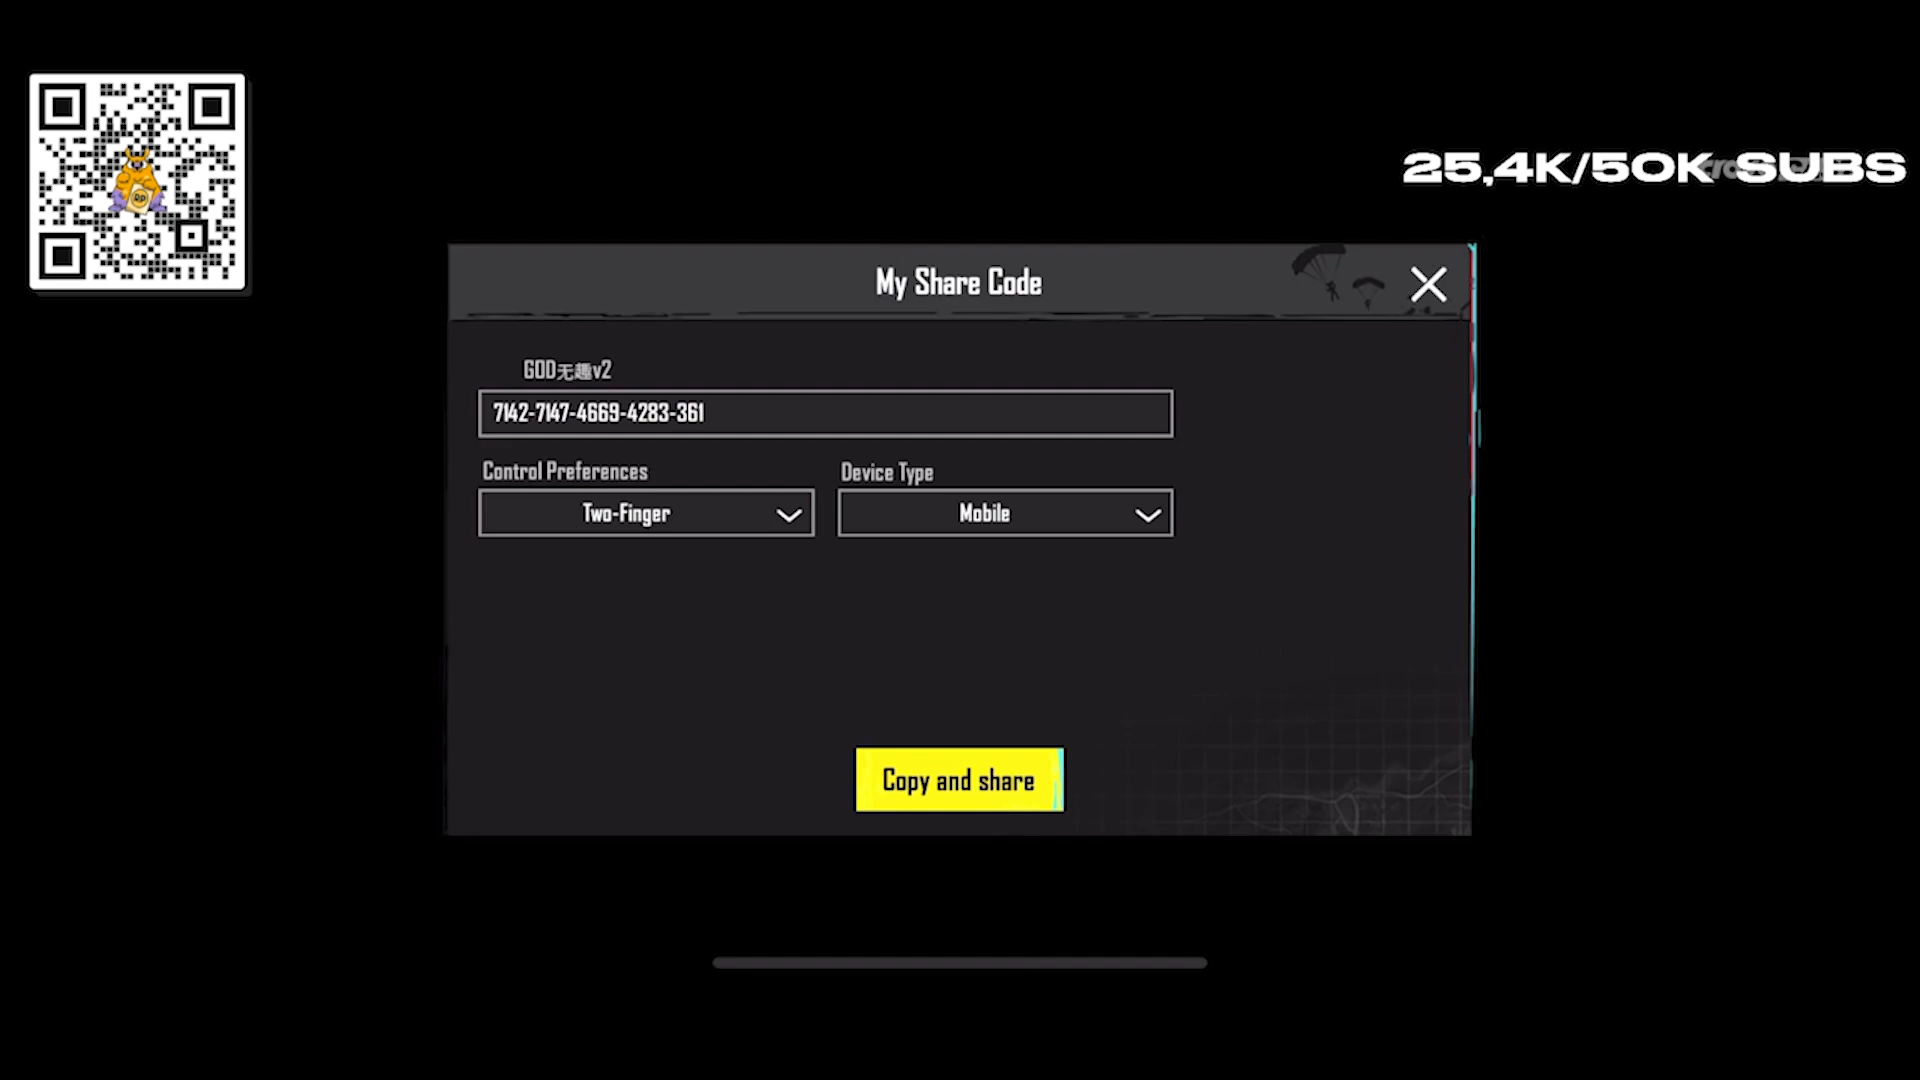 25,4K/50K SUBS
My Share Code
GOD无趣v2
7142-7147-4669-4283-361
Control Preferences
Device Type
Two-Finger
Mobile
Copy and share